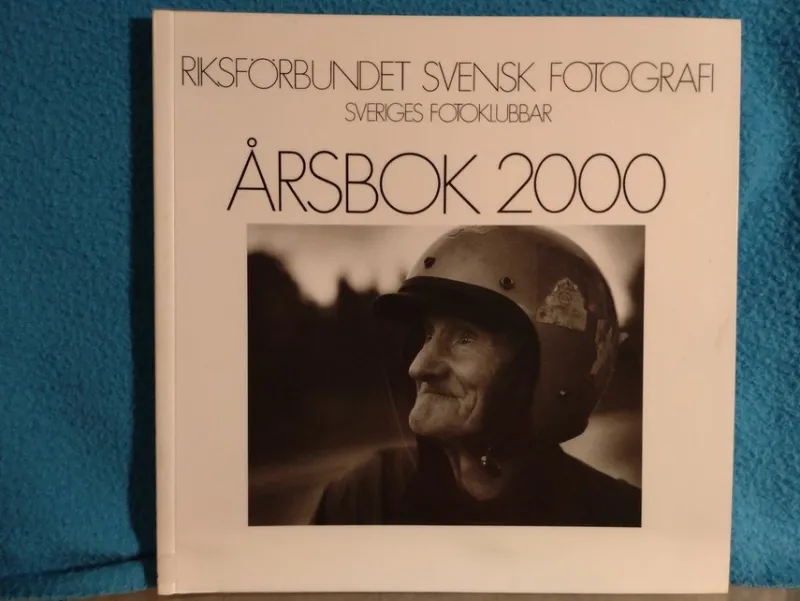 RIKSFÖRBUNDET SVENSK FOTOGRAFI
SVERIGES FOTOKLUBBAR
ÅRSBOK 2000